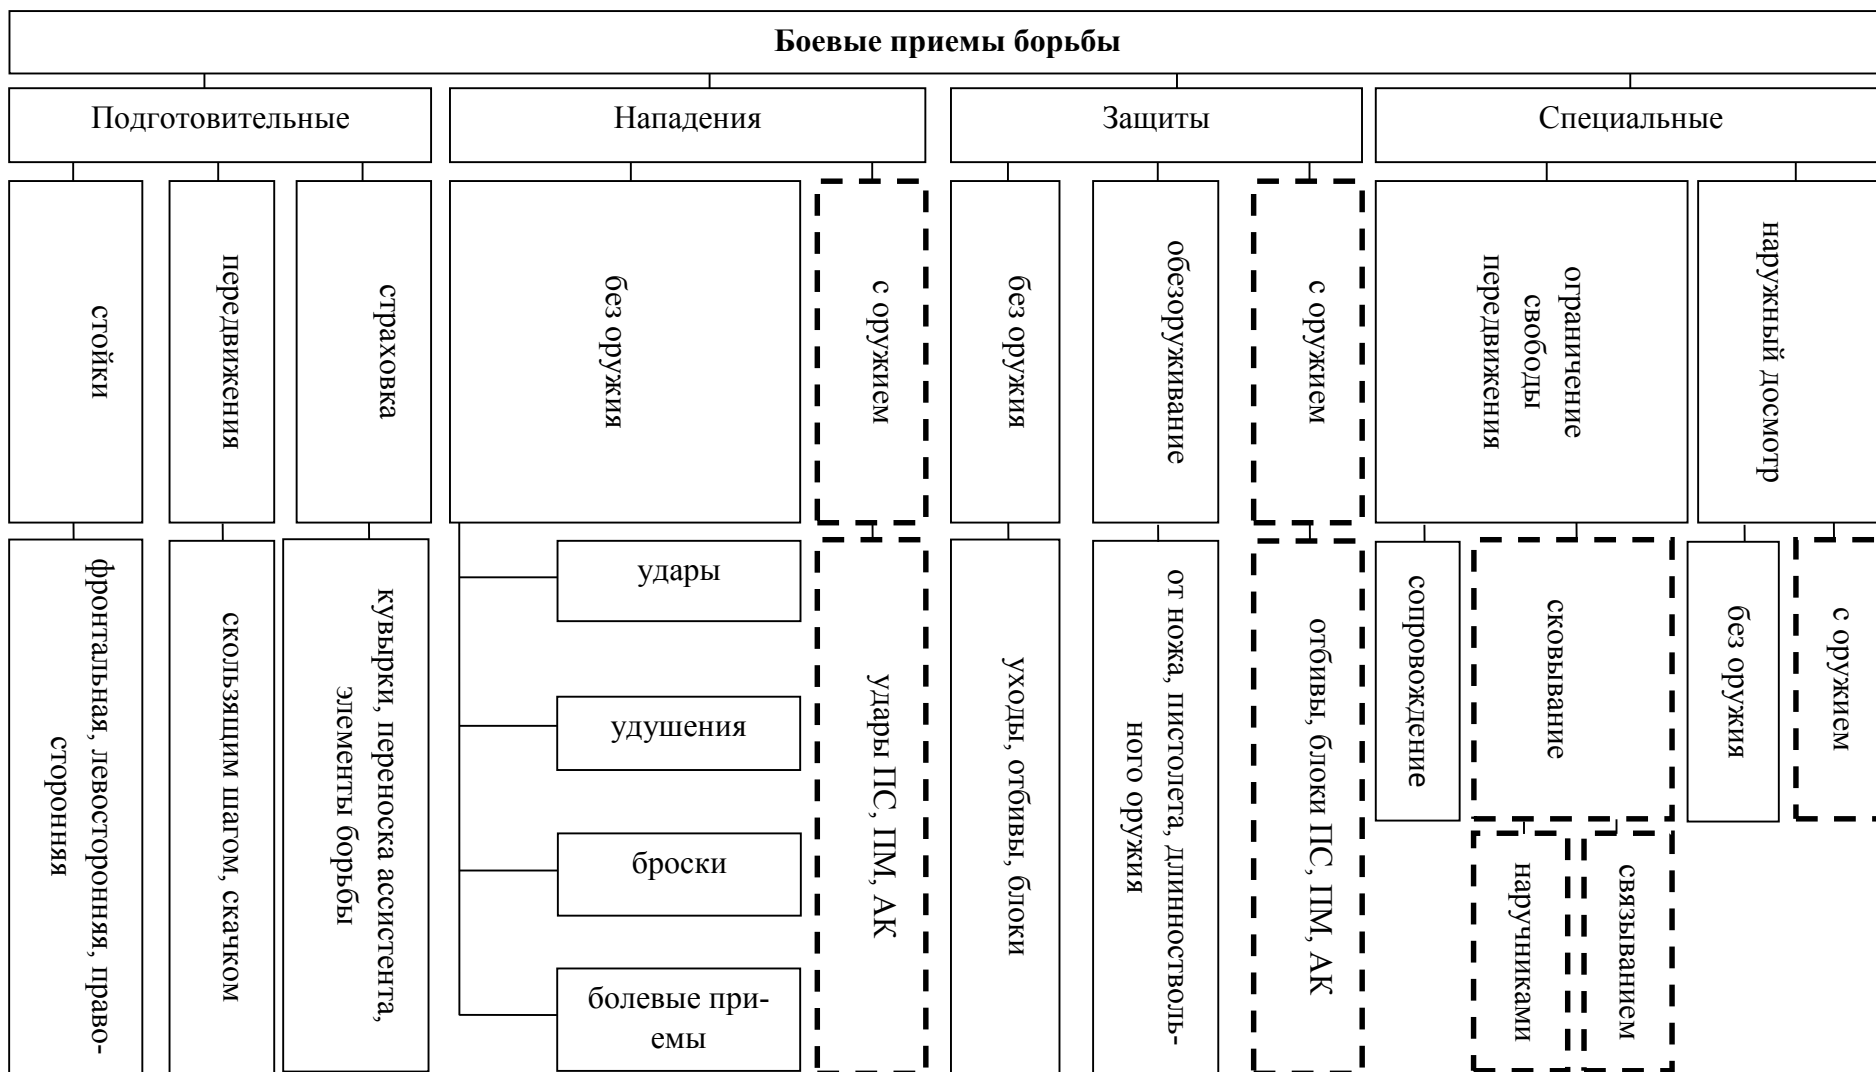 Боевые приемы борьбы
Подготовительные
Нападения
Защиты
Специальные
стойки
передвижения
страховка
без оружия
с оружием
без оружия
обезоруживание
с оружием
ограничение
свободы
передвижения
наружный досмотр
фронтальная, левосторонняя, право-
сторонняя
скользящим шагом, скачком
кувырки, переноска ассистента,
элементы борьбы
удары
удушения
броски
болевые при-
емы
удары ПС, ПМ, АК
уходы, отбивы, блоки
от ножа, пистолета, длинностволь-
ного оружия
отбивы, блоки ПС, ПМ, АК
сопровождение
сковывание
наручниками
связыванием
без оружия
с оружием